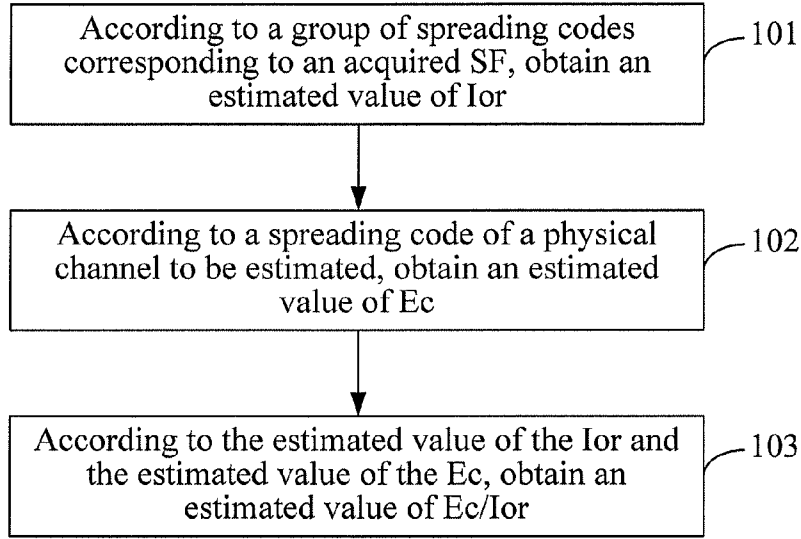 According to a group of spreading codes
corresponding to an acquired SF, obtain an
estimated value of Ior
101
According to a spreading code of a physical
channel to be estimated, obtain an estimated
value of Ec
102
According to the estimated value of the Ior and
the estimated value of the Ec, obtain an
estimated value of Ec/Ior
103